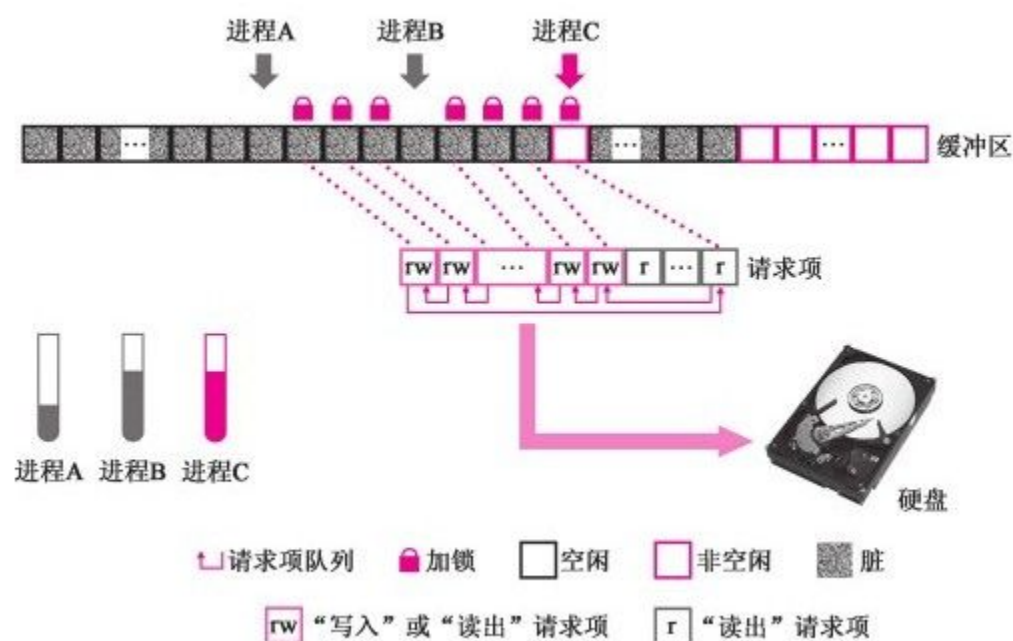 进程A 进程B 进程C
... ... ...
缓冲区
rw rw ... rw rw r ... r 请求项
进程A 进程B 进程C
硬盘
请求项队列 加锁 空闲 非空闲 脏
rw “写入”或“读出”请求项 r “读出”请求项